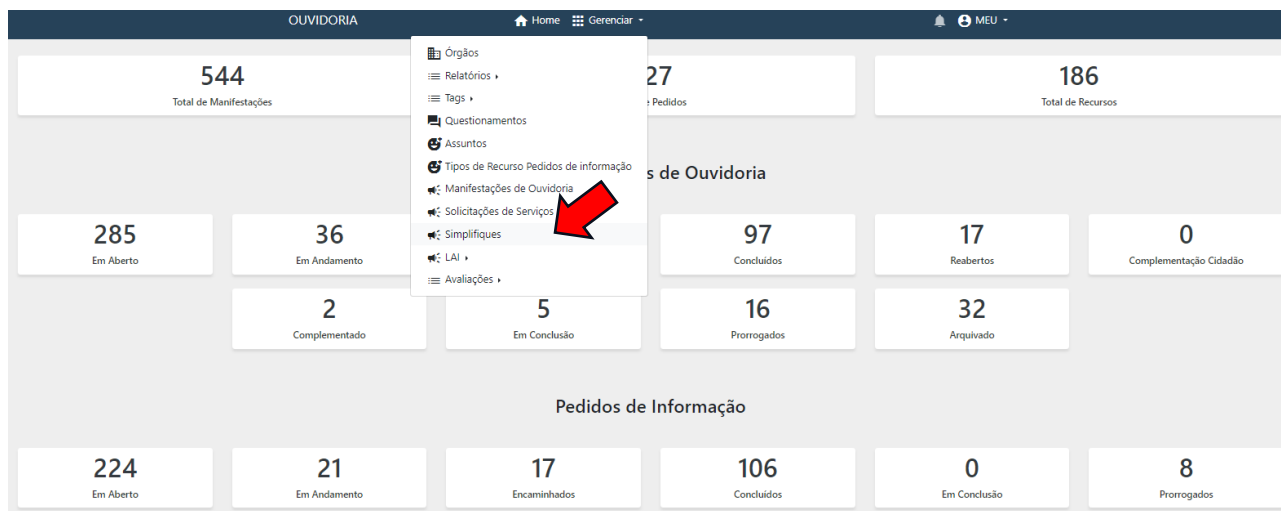 OUVIDORIA Home Gerenciar MEU
Órgãos
Relatórios
Tags
Questionamentos
Assuntos
Tipos de Recurso Pedidos de informação
Manifestações de Ouvidoria
Solicitações de Serviços
Simplifiques
LAI
Avaliações
544 27 186
Total de Manifestações Pedidos Total de Recursos
s de Ouvidoria
285 36 97 17 0
Em Aberto Em Andamento Concluídos Reabertos Complementação Cidadão
2 5 16 32
Complementado Em Conclusão Prorrogados Arquivado
Pedidos de Informação
224 21 17 106 0 8
Em Aberto Em Andamento Encaminhados Concluídos Em Conclusão Prorrogados